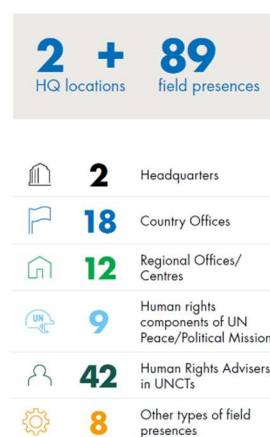 2 + 89
HQ locations field presences
2 Headquarters
18 Country Offices
12 Regional Offices/
Centres
UN
9 Human rights
components of UN
Peace/Political Mission
42 Human Rights Advisers
in UNCTs
8 Other types of field
presences